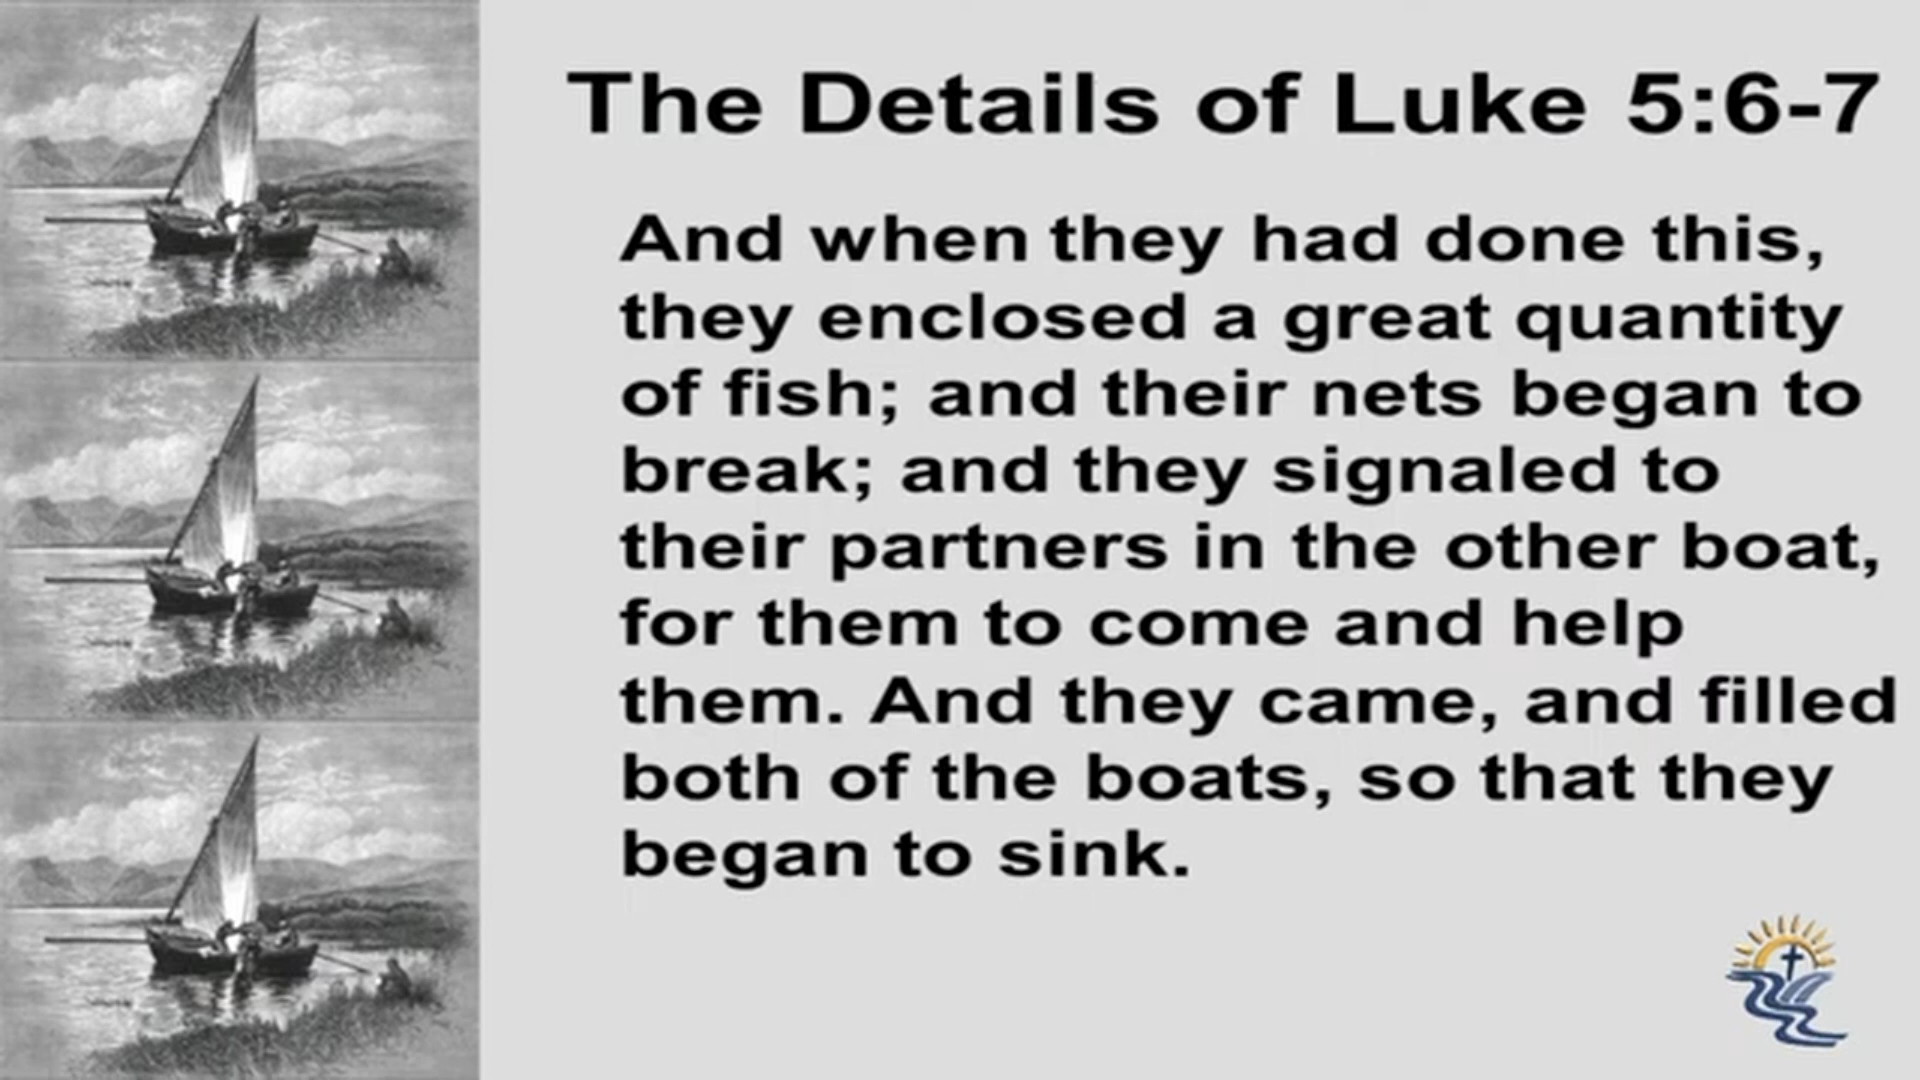 The Details of Luke 5:6-7
And when they had done this,
they enclosed a great quantity
of fish; and their nets began to
break; and they signaled to
their partners in the other boat,
for them to come and help
them. And they came, and filled
both of the boats, so that they
began to sink.